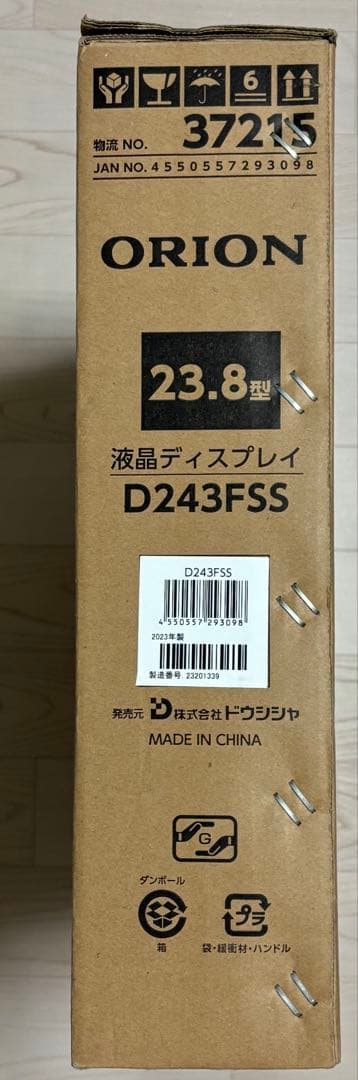 6
物流 NO. 37215
JAN NO. 4550557293098
ORION
23.8型
液晶ディスプレイ
D243FSS
D243FSS
4 550557 293098
2023年製
製造番号. 23201339
発売元 D 株式会社ドウシシャ
MADE IN CHINA
G
ダンボール
箱
プラ
袋・緩衝材・ハンドル